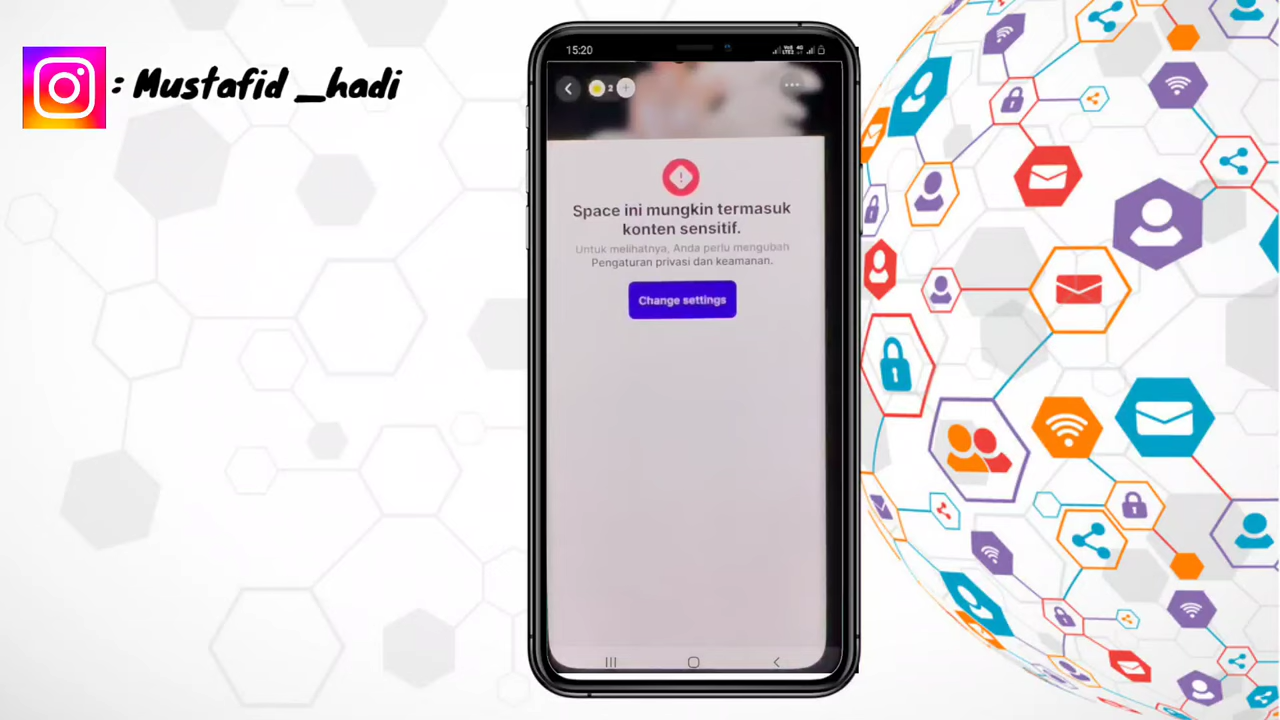 : Mustafid _hadi
15:20
2
Space ini mungkin termasuk
konten sensitif.
Untuk melihatnya, Anda perlu mengubah
Pengaturan privasi dan keamanan.
Change settings